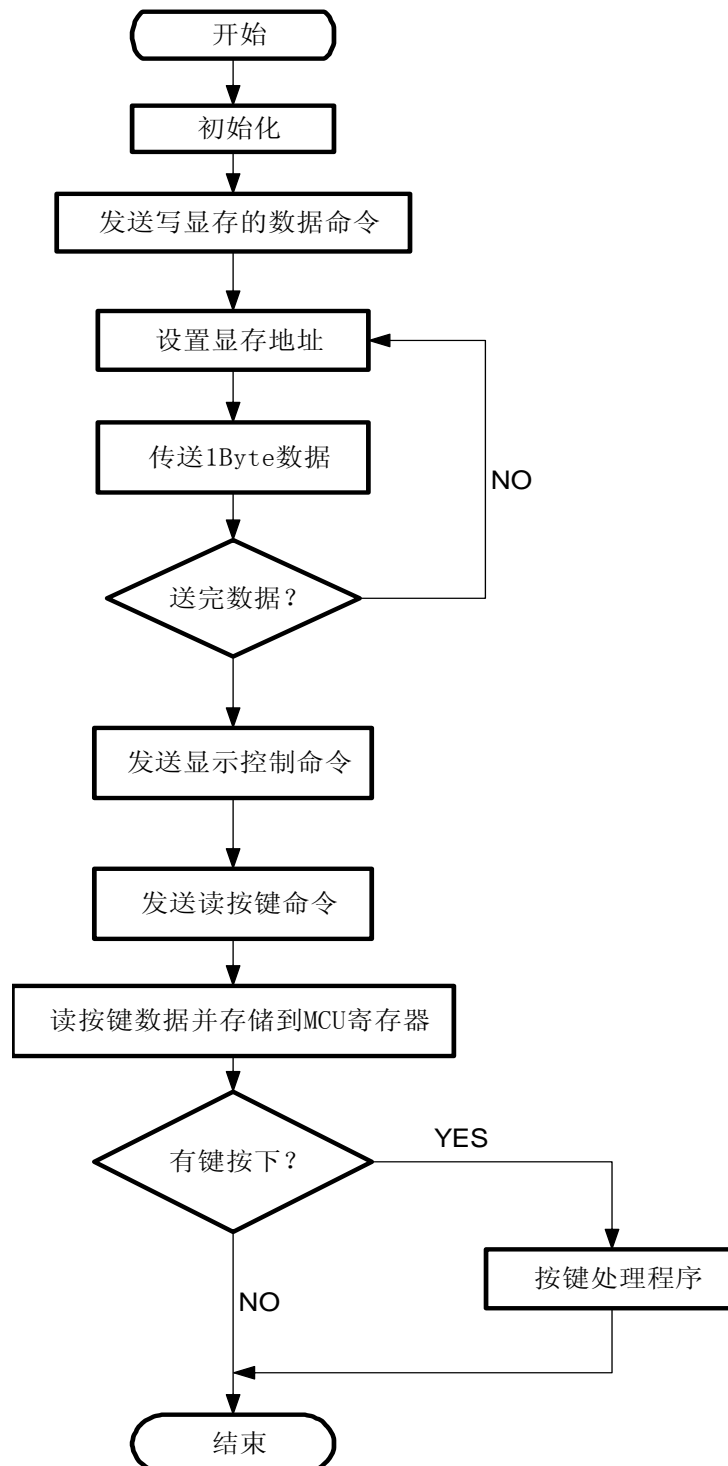 开始
初始化
发送写显存的数据命令
设置显存地址
传送1Byte数据
NO
送完数据?
发送显示控制命令
发送读按键命令
读按键数据并存储到MCU寄存器
YES
有键按下?
按键处理程序
NO
结束